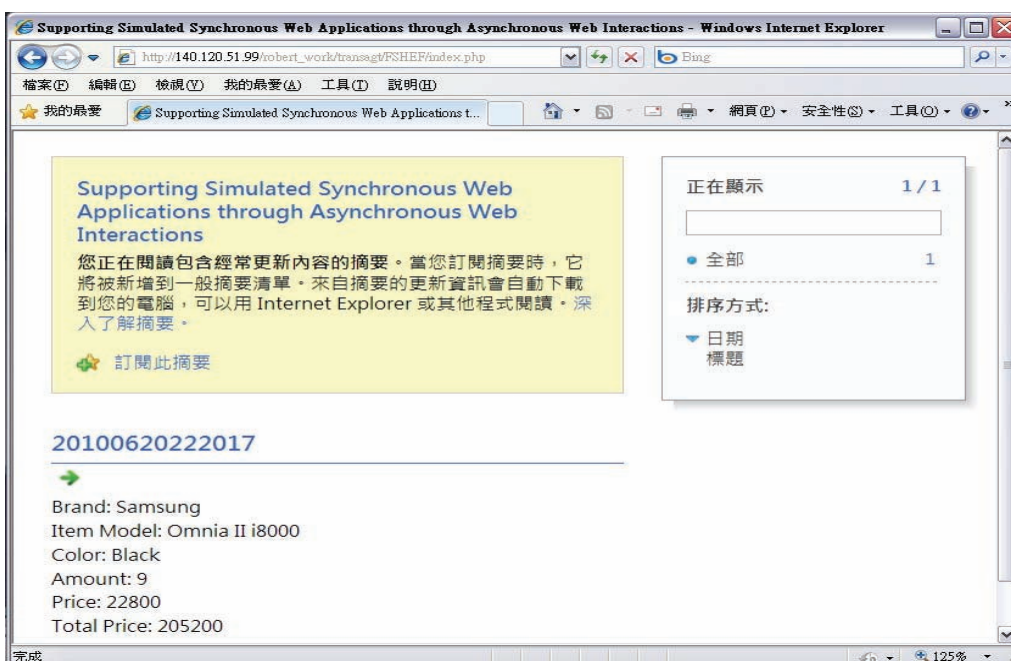 Supporting Simulated Synchronous Web Applications through Asynchronous Web Interactions - Windows Internet Explorer
http://140.120.51.99/robert_work/transagt/FSHEF/index.php
Bing
檔案(F) 編輯(E) 檢視(V) 我的最愛(A) 工具(T) 說明(H)
我的最愛 Supporting Simulated Synchronous Web Applications t... 網頁(P) 安全性(S) 工具(O)
Supporting Simulated Synchronous Web
Applications through Asynchronous Web
Interactions
您正在閱讀包含經常更新內容的摘要。當您訂閱摘要時，它
將被新增到一般摘要清單。來自摘要的更新資訊會自動下載
到您的電腦，可以用 Internet Explorer 或其他程式閱讀。深
入了解摘要。
訂閱此摘要
正在顯示 1 / 1
全部 1
排序方式:
日期
標題
20100620222017
Brand: Samsung
Item Model: Omnia II i8000
Color: Black
Amount: 9
Price: 22800
Total Price: 205200
完成 125%